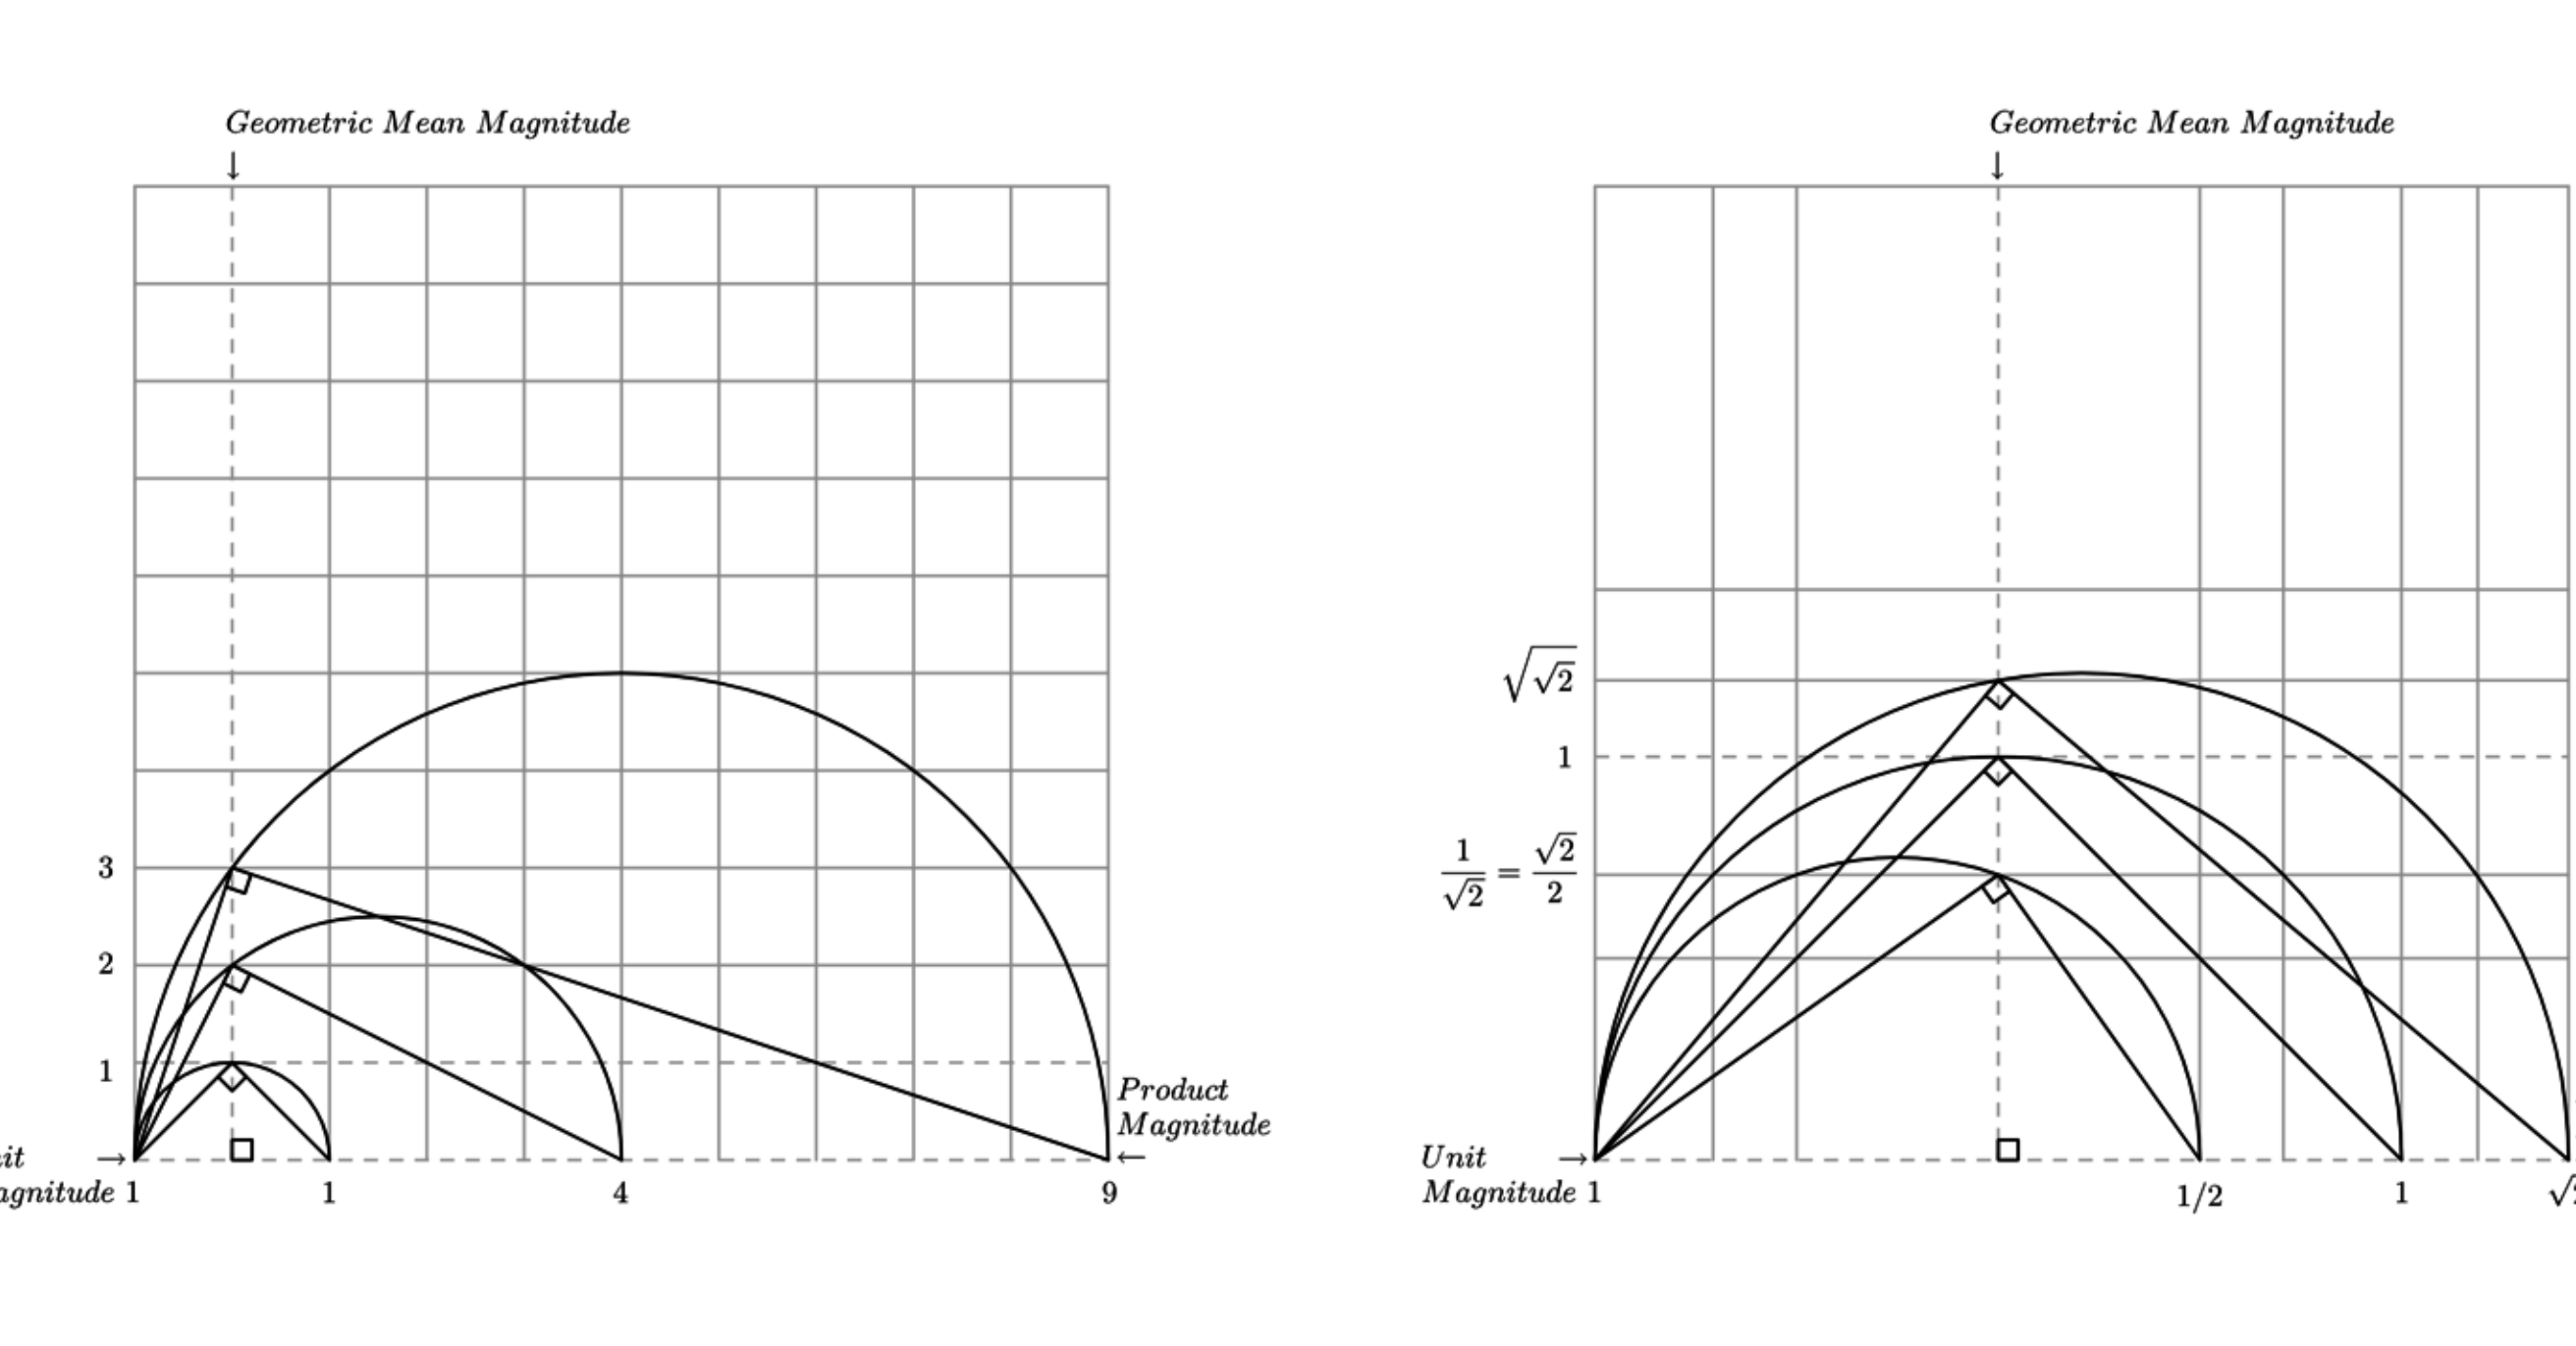 Geometric Mean Magnitude
↓
3
2
1
Product
Magnitude
←
→
1 1 4 9
Geometric Mean Magnitude
↓
√√2
1
1/√2 = √2/2
Unit →
Magnitude 1 1/2 1